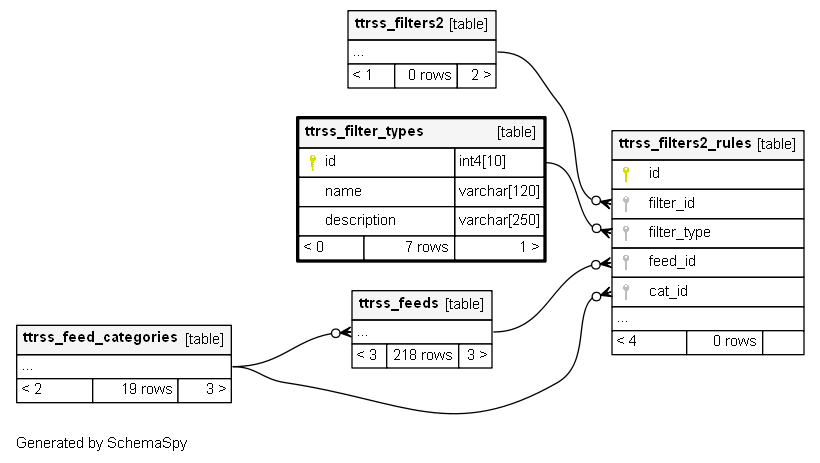 ttrss_filters2 [table]
...
< 1 0 rows 2 >
ttrss_filter_types [table]
id int4[10]
name varchar[120]
description varchar[250]
< 0 7 rows 1 >
ttrss_filters2_rules [table]
id
filter_id
filter_type
feed_id
cat_id
...
< 4 0 rows
ttrss_feeds [table]
...
< 3 218 rows 3 >
ttrss_feed_categories [table]
...
< 2 19 rows 3 >
Generated by SchemaSpy